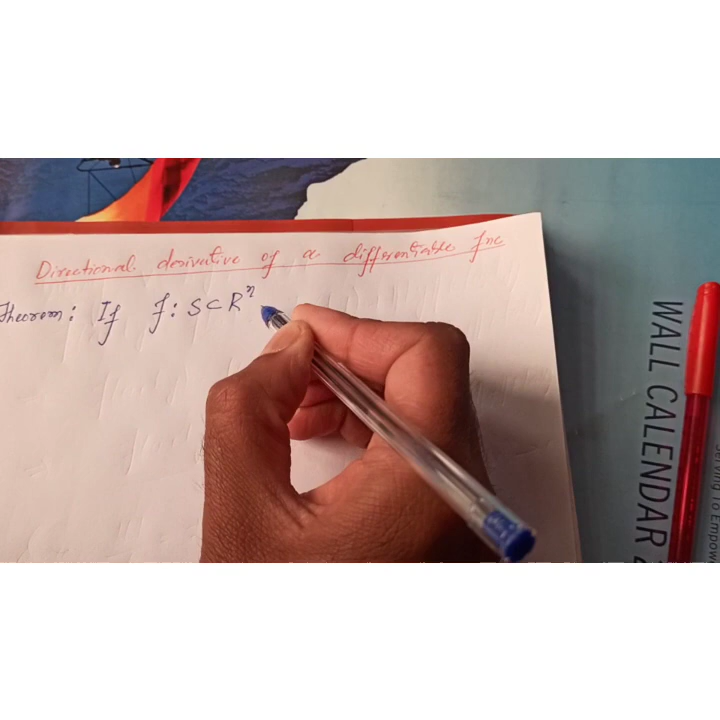 Directional derivative of a differentiable fnc
Theorem: If f: S ⊂ Rⁿ
WALL CALENDAR